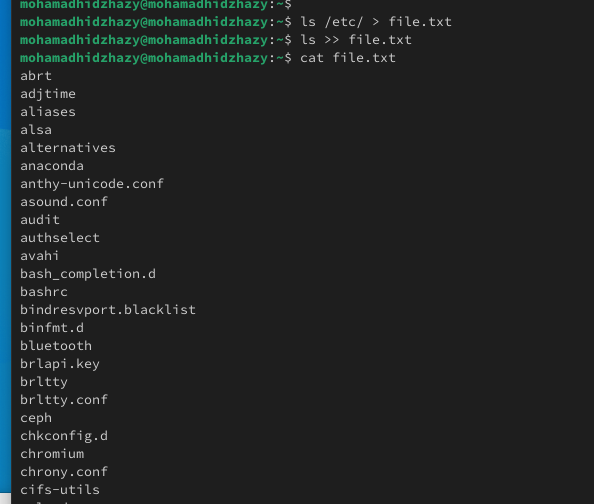 mohamadhidzhazy@mohamadhidzhazy:~$
mohamadhidzhazy@mohamadhidzhazy:~$ ls /etc/ > file.txt
mohamadhidzhazy@mohamadhidzhazy:~$ ls >> file.txt
mohamadhidzhazy@mohamadhidzhazy:~$ cat file.txt
abrt
adjtime
aliases
alsa
alternatives
anaconda
anthy-unicode.conf
asound.conf
audit
authselect
avahi
bash_completion.d
bashrc
bindresvport.blacklist
binfmt.d
bluetooth
brlapi.key
brltty
brltty.conf
ceph
chkconfig.d
chromium
chrony.conf
cifs-utils